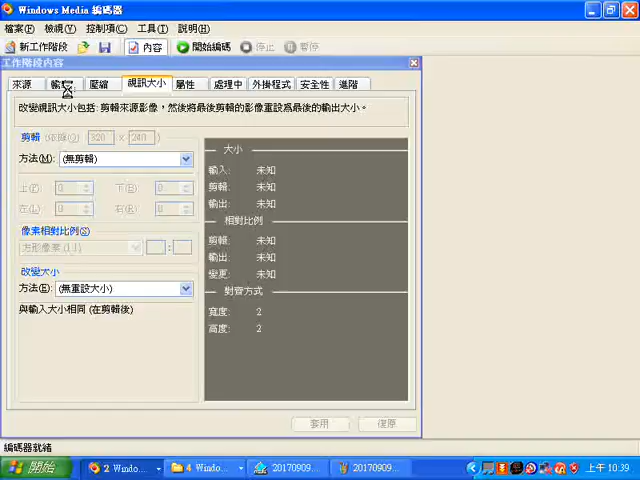 Windows Media 編碼器
檔案(F) 檢視(V) 控制項(C) 工具(T) 說明(H)
新工作階段 內容 開始編碼 停止 暫停
工作階段內容
來源 壓縮 視訊大小 屬性 處理中 外掛程式 安全性 進階
改變視訊大小包括: 剪輯來源影像，然後將最後剪輯的影像重設為最後的輸出大小。
剪輯 320 x 240 )
方法(M): (無剪輯)
上(P): 0 下(B): 0
左(L): 0 右(R): 0
像素相對比例(S)
方形像素 (1:1) :
改變大小
方法(E): (無重設大小)
與輸入大小相同 (在剪輯後)
大小
輸入: 未知
剪輯: 未知
輸出: 未知
相對比例
剪輯: 未知
輸出: 未知
變更: 未知
對齊方式
寬度: 2
高度: 2
套用 復原
編碼器就緒
開始 2 Windo... 4 Windo... 20170909... 20170909... 上午 10:39